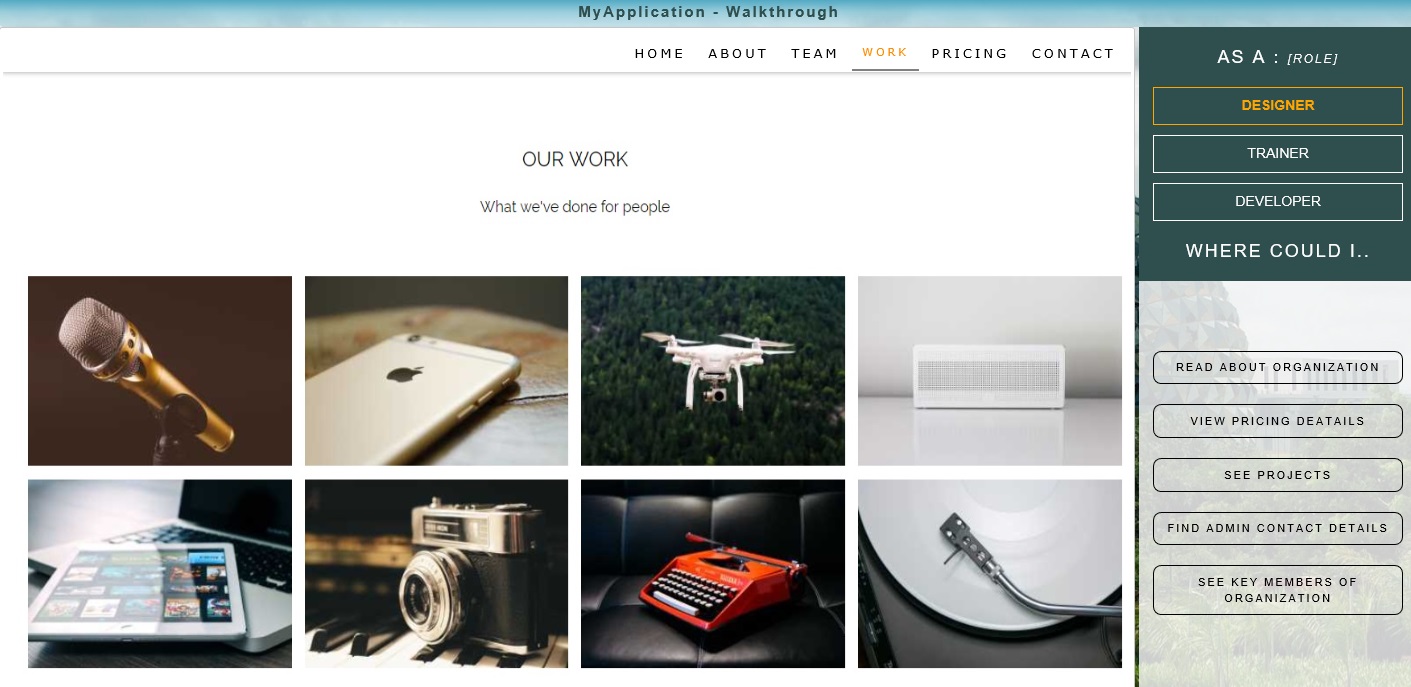 MyApplication - Walkthrough
HOME ABOUT TEAM WORK PRICING CONTACT
OUR WORK
What we've done for people
AS A : [ROLE]
DESIGNER
TRAINER
DEVELOPER
WHERE COULD I..
READ ABOUT ORGANIZATION
VIEW PRICING DEATAILS
SEE PROJECTS
FIND ADMIN CONTACT DETAILS
SEE KEY MEMBERS OF
ORGANIZATION